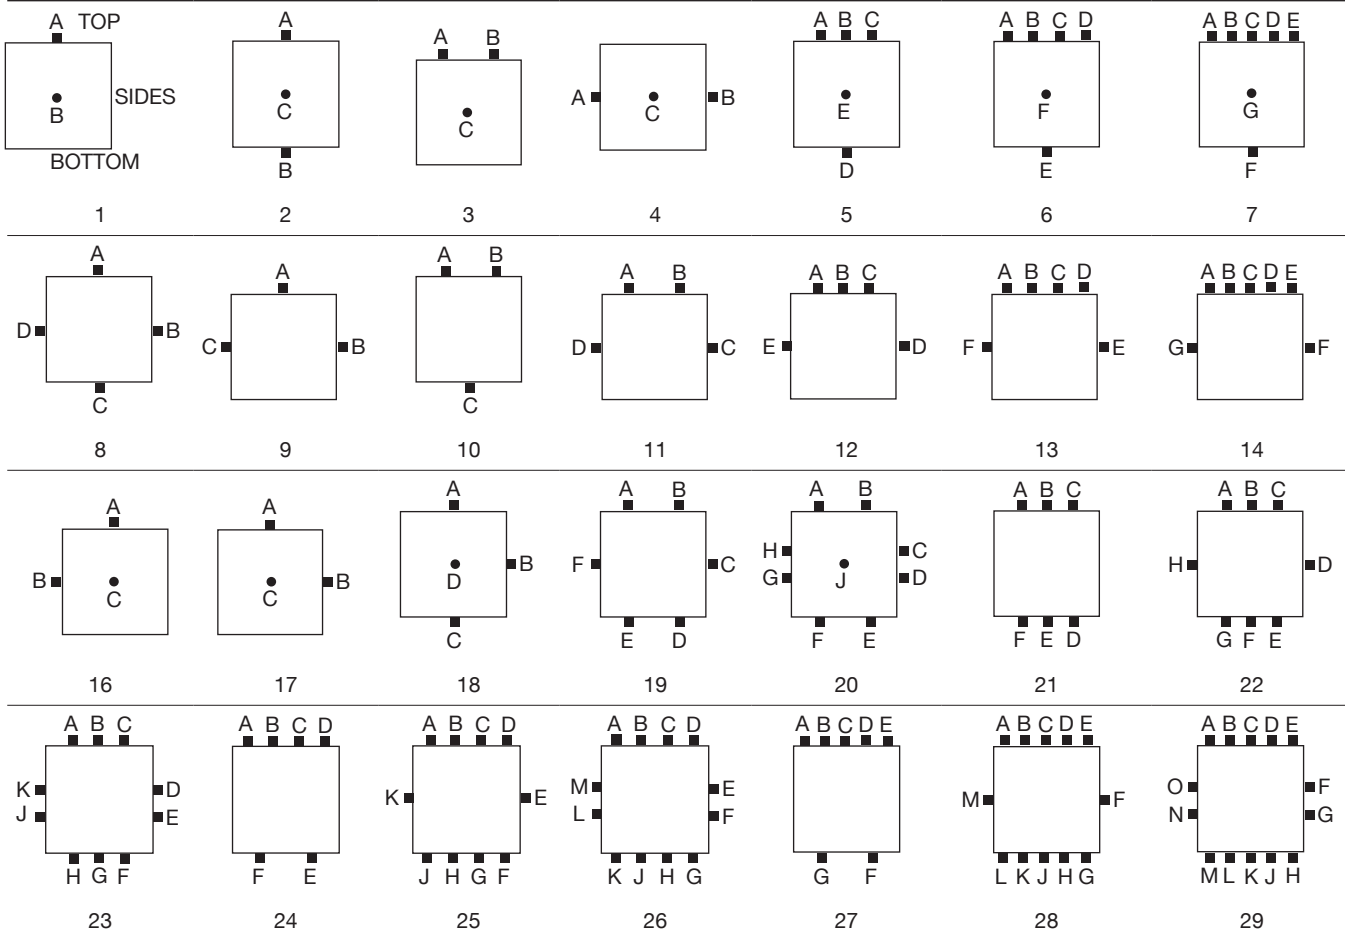 A TOP
SIDES
B
BOTTOM
1
A
C
B
2
A B
C
3
A C B
4
A B C
E
D
5
A B C D
F
E
6
A B C D E
G
F
7
A
D B
C
8
A
C B
9
A B
C
10
A B
D C
11
A B C
E D
12
A B C D
F E
13
A B C D E
G F
14
A
B
C
16
A
B
C
17
A
B
D
C
18
A B
F C
E D
19
A B
H C
G J D
F E
20
A B C
F E D
21
A B C
H D
G F E
22
A B C
K D
J E
H G F
23
A B C D
F E
24
A B C D
K E
J H G F
25
A B C D
M E
L F
K J H G
26
A B C D E
G F
27
A B C D E
M F
L K J H G
28
A B C D E
O F
N G
M L K J H
29